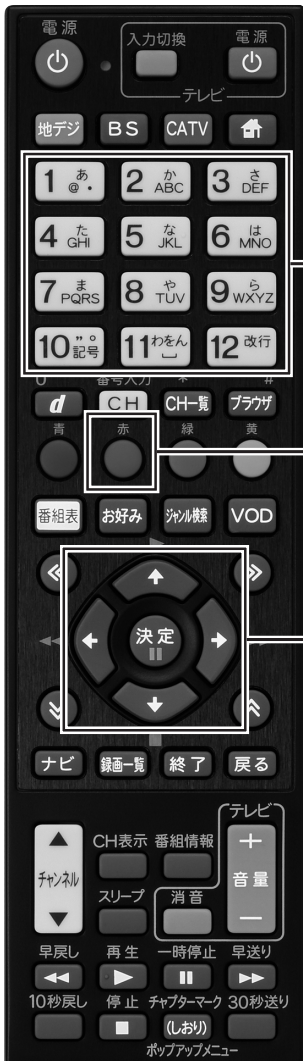 電源 入力切換 電源
テレビ
地デジ BS CATV
1 あ @. 2 か ABC 3 さ DEF
4 た GHI 5 な JKL 6 は MNO
7 ま PQRS 8 や TUV 9 ら WXYZ
10 ゛゜ 記号 11 わをん 12 改行
0 番号入力 * #
d CH CH一覧 ブラウザ
青 赤 緑 黄
番組表 お好み ジャンル検索 VOD
決定
ナビ 録画一覧 終了 戻る
テレビ
CH表示 番組情報 +
チャンネル 音量
スリープ 消音 −
早戻し 再生 一時停止 早送り
10秒戻し 停止 チャプターマーク 30秒送り
(しおり)
ポップアップメニュー